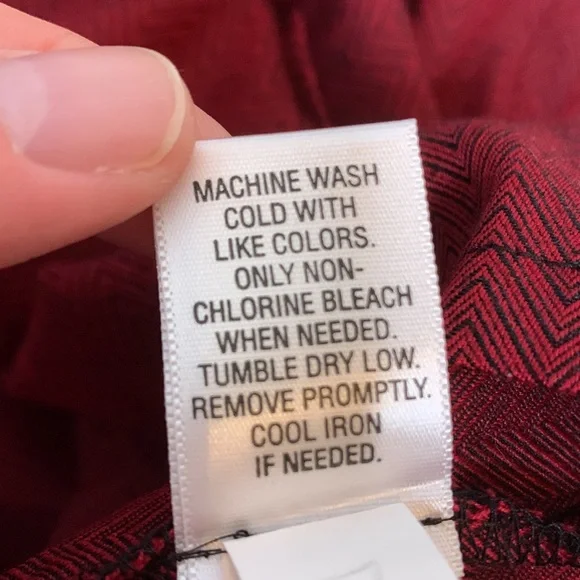 MACHINE WASH
COLD WITH
LIKE COLORS.
ONLY NON-
CHLORINE BLEACH
WHEN NEEDED.
TUMBLE DRY LOW.
REMOVE PROMPTLY.
COOL IRON
IF NEEDED.